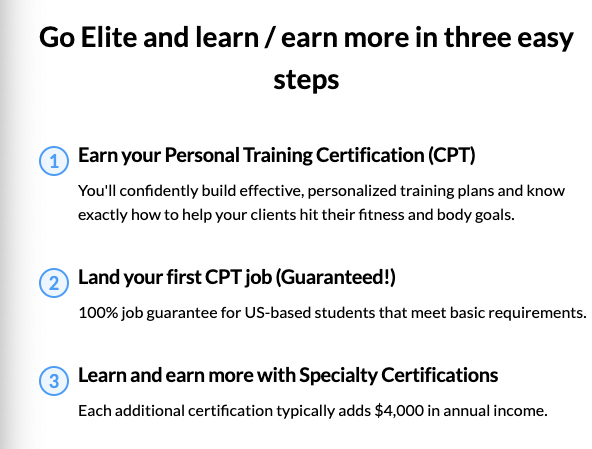 Go Elite and learn / earn more in three easy
steps
1 Earn your Personal Training Certification (CPT)
You'll confidently build effective, personalized training plans and know
exactly how to help your clients hit their fitness and body goals.
2 Land your first CPT job (Guaranteed!)
100% job guarantee for US-based students that meet basic requirements.
3 Learn and earn more with Specialty Certifications
Each additional certification typically adds $4,000 in annual income.